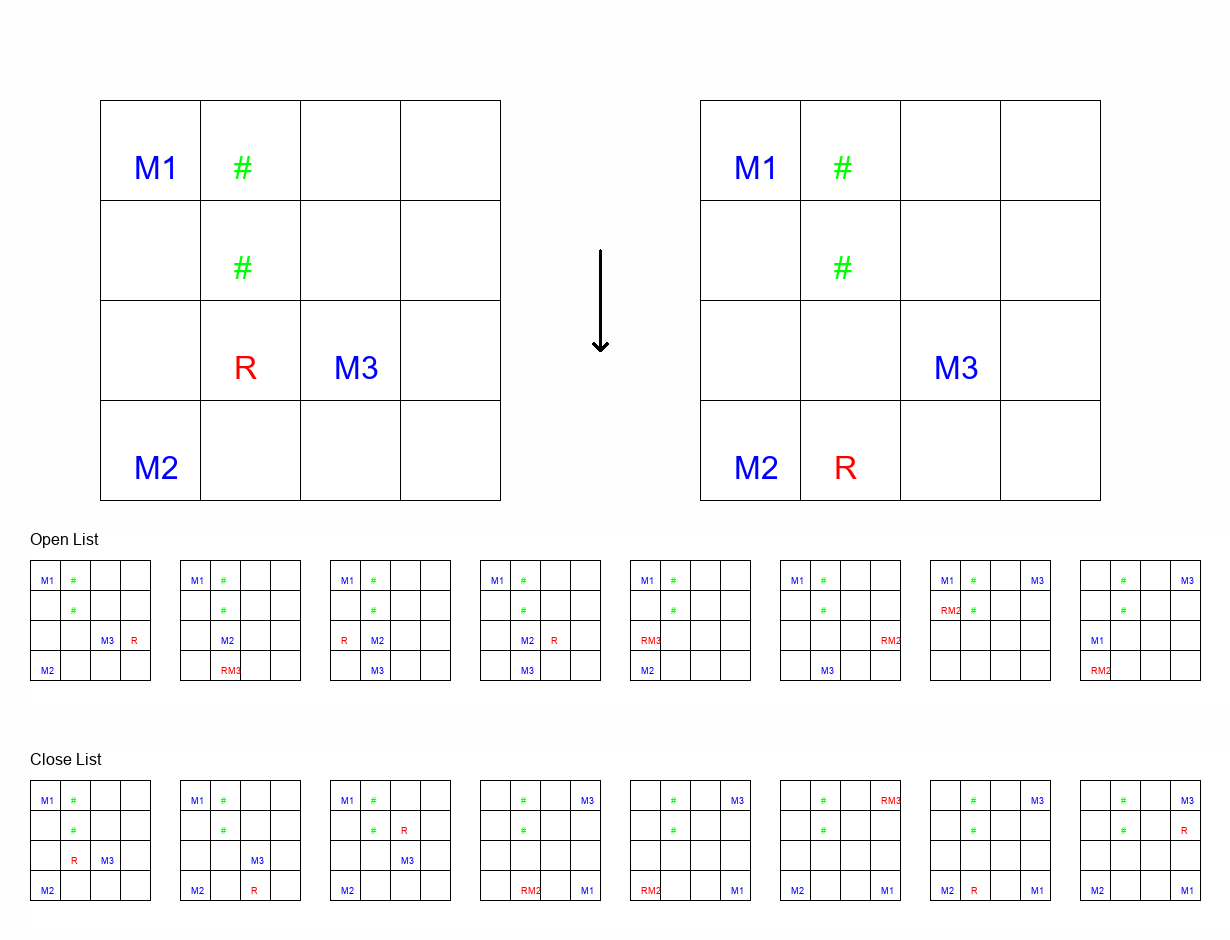 M1 # M1 #
# #
R M3 M3
M2 M2 R
Open List
M1 # M1 # M1 # M1 # M1 # M1 # M1 # M3 # M3
# # # # # # RM2 # #
M3 R M2 R M2 M2 R RM3 RM2 M1
M2 RM3 M3 M3 M2 M3 RM2
Close List
M1 # M1 # M1 # # M3 # M3 # RM3 # M3 # M3
# # # R # # # # # R
R M3 M3 M3
M2 M2 R M2 RM2 M1 RM2 M1 M2 M1 M2 R M1 M2 M1